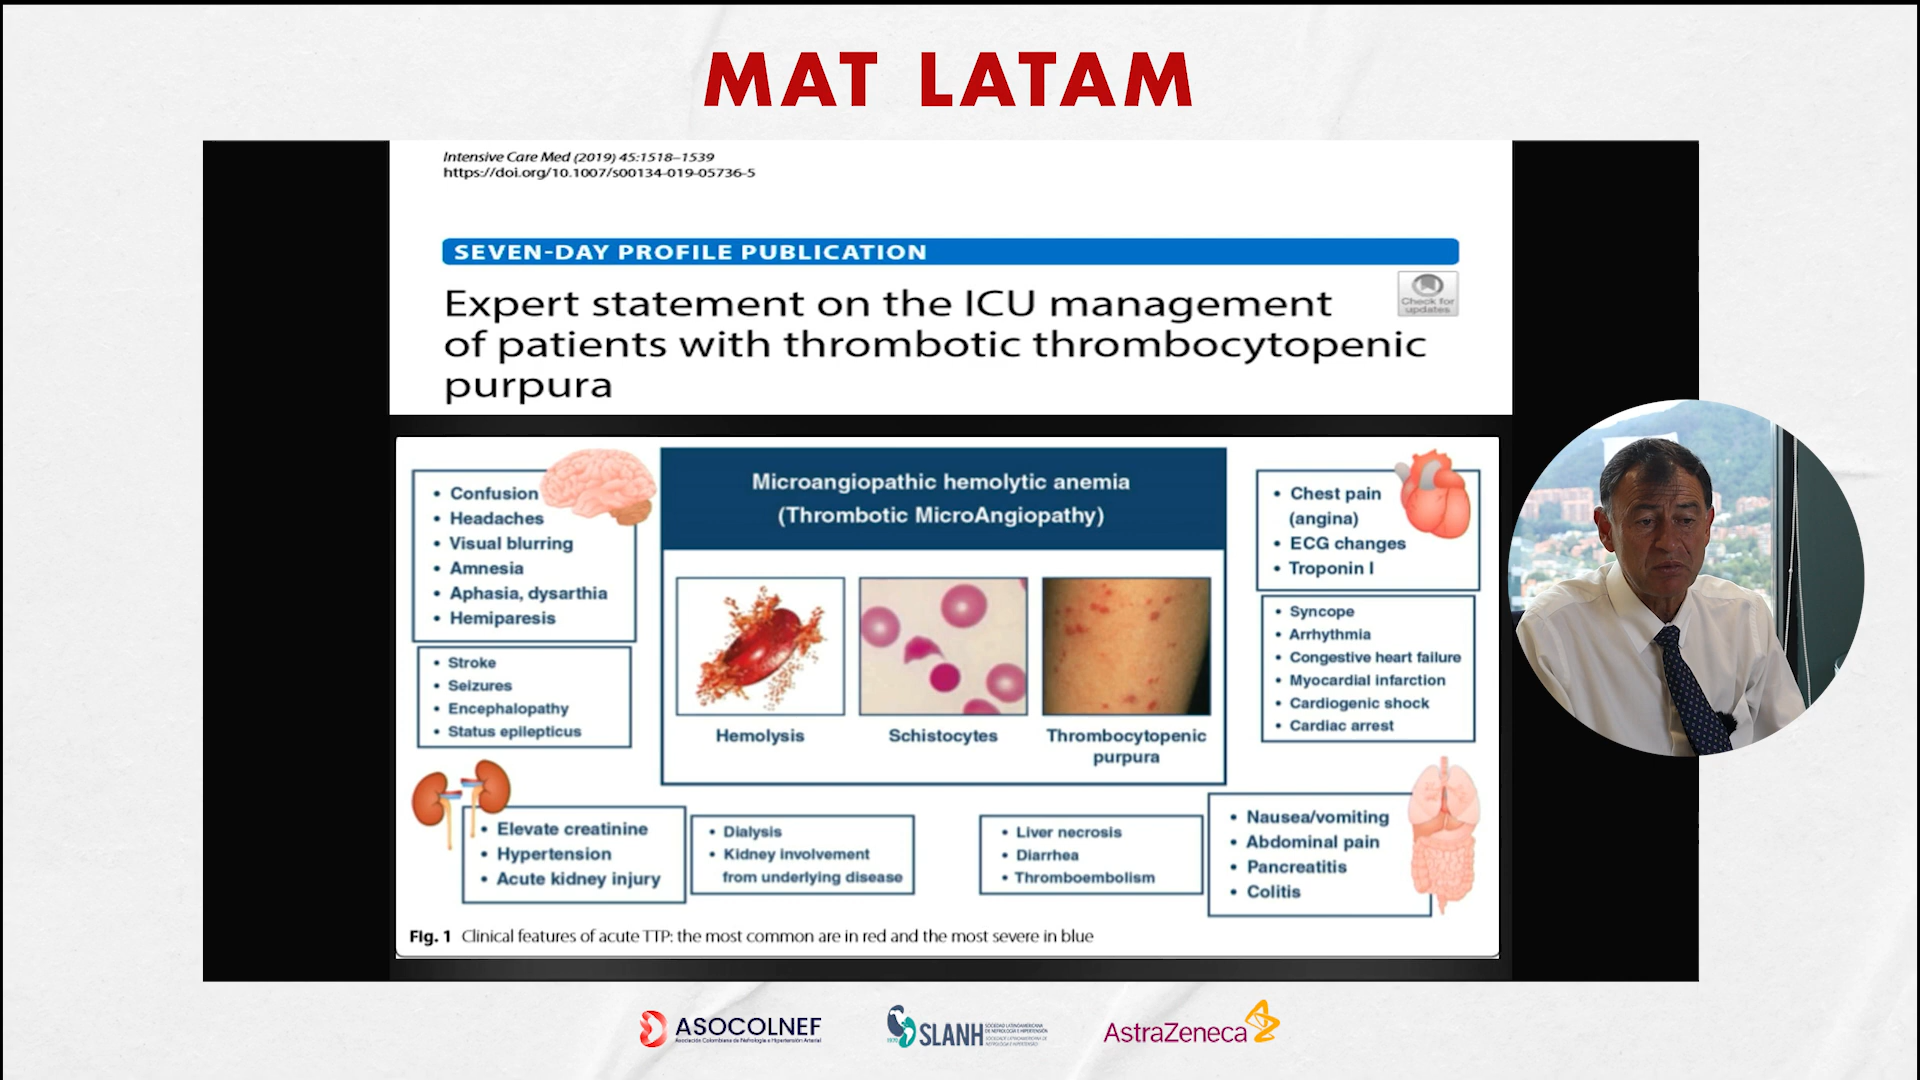 MAT LATAM
Intensive Care Med (2019) 45:1518–1539
https://doi.org/10.1007/s00134-019-05736-5
SEVEN-DAY PROFILE PUBLICATION
Check for
updates
Expert statement on the ICU management
of patients with thrombotic thrombocytopenic
purpura
• Confusion
• Headaches
• Visual blurring
• Amnesia
• Aphasia, dysarthia
• Hemiparesis
• Stroke
• Seizures
• Encephalopathy
• Status epilepticus
Microangiopathic hemolytic anemia
(Thrombotic MicroAngiopathy)
Hemolysis
Schistocytes
Thrombocytopenic
purpura
• Chest pain
(angina)
• ECG changes
• Troponin I
• Syncope
• Arrhythmia
• Congestive heart failure
• Myocardial infarction
• Cardiogenic shock
• Cardiac arrest
• Elevate creatinine
• Hypertension
• Acute kidney injury
• Dialysis
• Kidney involvement
from underlying disease
• Liver necrosis
• Diarrhea
• Thromboembolism
• Nausea/vomiting
• Abdominal pain
• Pancreatitis
• Colitis
Fig. 1 Clinical features of acute TTP: the most common are in red and the most severe in blue
ASOCOLNEF
Asociación Colombiana de Nefrología e Hipertensión Arterial
SLANH
SOCIEDAD LATINOAMERICANA
DE NEFROLOGÍA E HIPERTENSIÓN
AstraZeneca